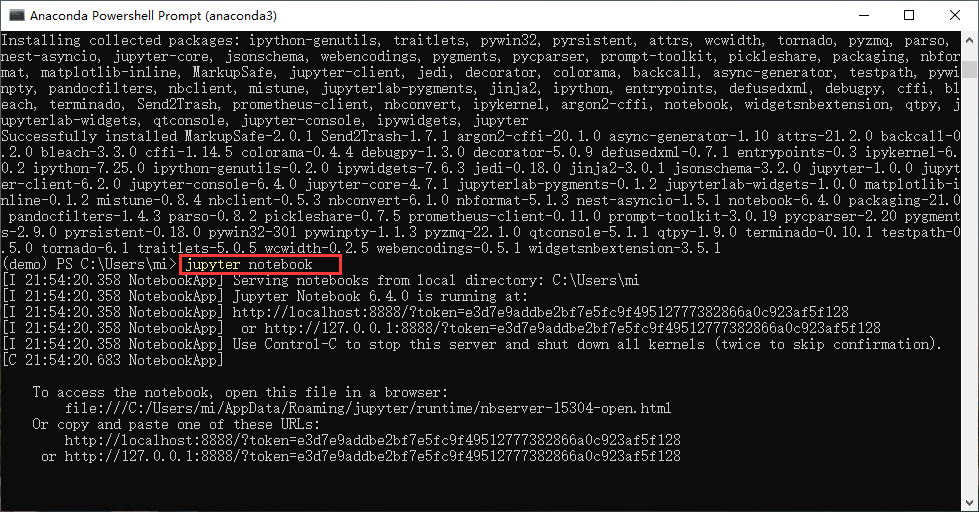 Anaconda Powershell Prompt (anaconda3)
Installing collected packages: ipython-genutils, traitlets, pywin32, pyrsistent, attrs, wcwidth, tornado, pyzmq, parso,
nest-asyncio, jupyter-core, jsonschema, webencodings, pygments, pycparser, prompt-toolkit, pickleshare, packaging, nbfor
mat, matplotlib-inline, MarkupSafe, jupyter-client, jedi, decorator, colorama, backcall, async-generator, testpath, pywi
npty, pandocfilters, nbclient, mistune, jupyterlab-pygments, jinja2, ipython, entrypoints, defusedxml, debugpy, cffi, bl
each, terminado, Send2Trash, prometheus-client, nbconvert, ipykernel, argon2-cffi, notebook, widgetsnbextension, qtpy, j
upyterlab-widgets, qtconsole, jupyter-console, ipywidgets, jupyter
Successfully installed MarkupSafe-2.0.1 Send2Trash-1.7.1 argon2-cffi-20.1.0 async-generator-1.10 attrs-21.2.0 backcall-0
.2.0 bleach-3.3.0 cffi-1.14.5 colorama-0.4.4 debugpy-1.3.0 decorator-5.0.9 defusedxml-0.7.1 entrypoints-0.3 ipykernel-6.
0.2 ipython-7.25.0 ipython-genutils-0.2.0 ipywidgets-7.6.3 jedi-0.18.0 jinja2-3.0.1 jsonschema-3.2.0 jupyter-1.0.0 jupyt
er-client-6.2.0 jupyter-console-6.4.0 jupyter-core-4.7.1 jupyterlab-pygments-0.1.2 jupyterlab-widgets-1.0.0 matplotlib-i
nline-0.1.2 mistune-0.8.4 nbclient-0.5.3 nbconvert-6.1.0 nbformat-5.1.3 nest-asyncio-1.5.1 notebook-6.4.0 packaging-21.0
pandocfilters-1.4.3 parso-0.8.2 pickleshare-0.7.5 prometheus-client-0.11.0 prompt-toolkit-3.0.19 pycparser-2.20 pygment
s-2.9.0 pyrsistent-0.18.0 pywin32-301 pywinpty-1.1.3 pyzmq-22.1.0 qtconsole-5.1.1 qtpy-1.9.0 terminado-0.10.1 testpath-0
.5.0 tornado-6.1 traitlets-5.0.5 wcwidth-0.2.5 webencodings-0.5.1 widgetsnbextension-3.5.1
(demo) PS C:\Users\mi> jupyter notebook
[I 21:54:20.358 NotebookApp] Serving notebooks from local directory: C:\Users\mi
[I 21:54:20.358 NotebookApp] Jupyter Notebook 6.4.0 is running at:
[I 21:54:20.358 NotebookApp] http://localhost:8888/?token=e3d7e9addbe2bf7e5fc9f49512777382866a0c923af5f128
[I 21:54:20.358 NotebookApp]  or http://127.0.0.1:8888/?token=e3d7e9addbe2bf7e5fc9f49512777382866a0c923af5f128
[I 21:54:20.358 NotebookApp] Use Control-C to stop this server and shut down all kernels (twice to skip confirmation).
[C 21:54:20.683 NotebookApp]
To access the notebook, open this file in a browser:
file:///C:/Users/mi/AppData/Roaming/jupyter/runtime/nbserver-15304-open.html
Or copy and paste one of these URLs:
http://localhost:8888/?token=e3d7e9addbe2bf7e5fc9f49512777382866a0c923af5f128
or http://127.0.0.1:8888/?token=e3d7e9addbe2bf7e5fc9f49512777382866a0c923af5f128